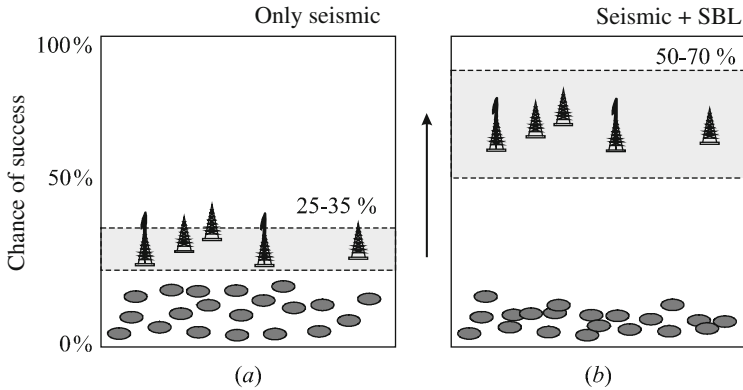 Only seismic
Seismic + SBL
100%
50-70 %
50%
25-35 %
0%
Chance of success
(a)
(b)